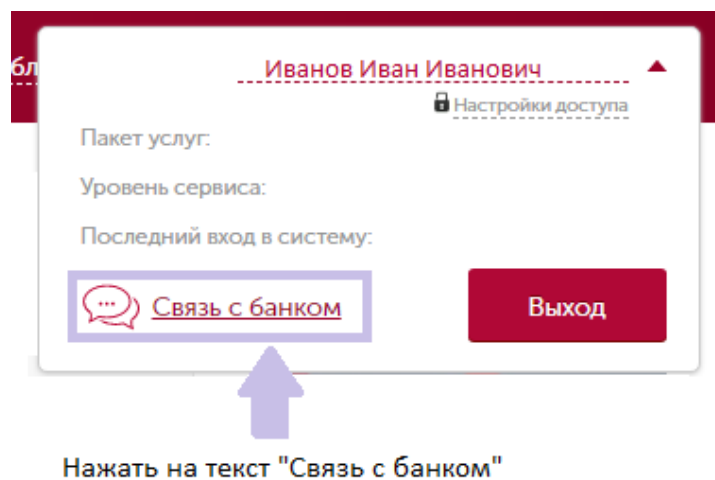 бл
Иванов Иван Иванович
Настройки доступа
Пакет услуг:
Уровень сервиса:
Последний вход в систему:
Связь с банком
Выход
Нажать на текст "Связь с банком"